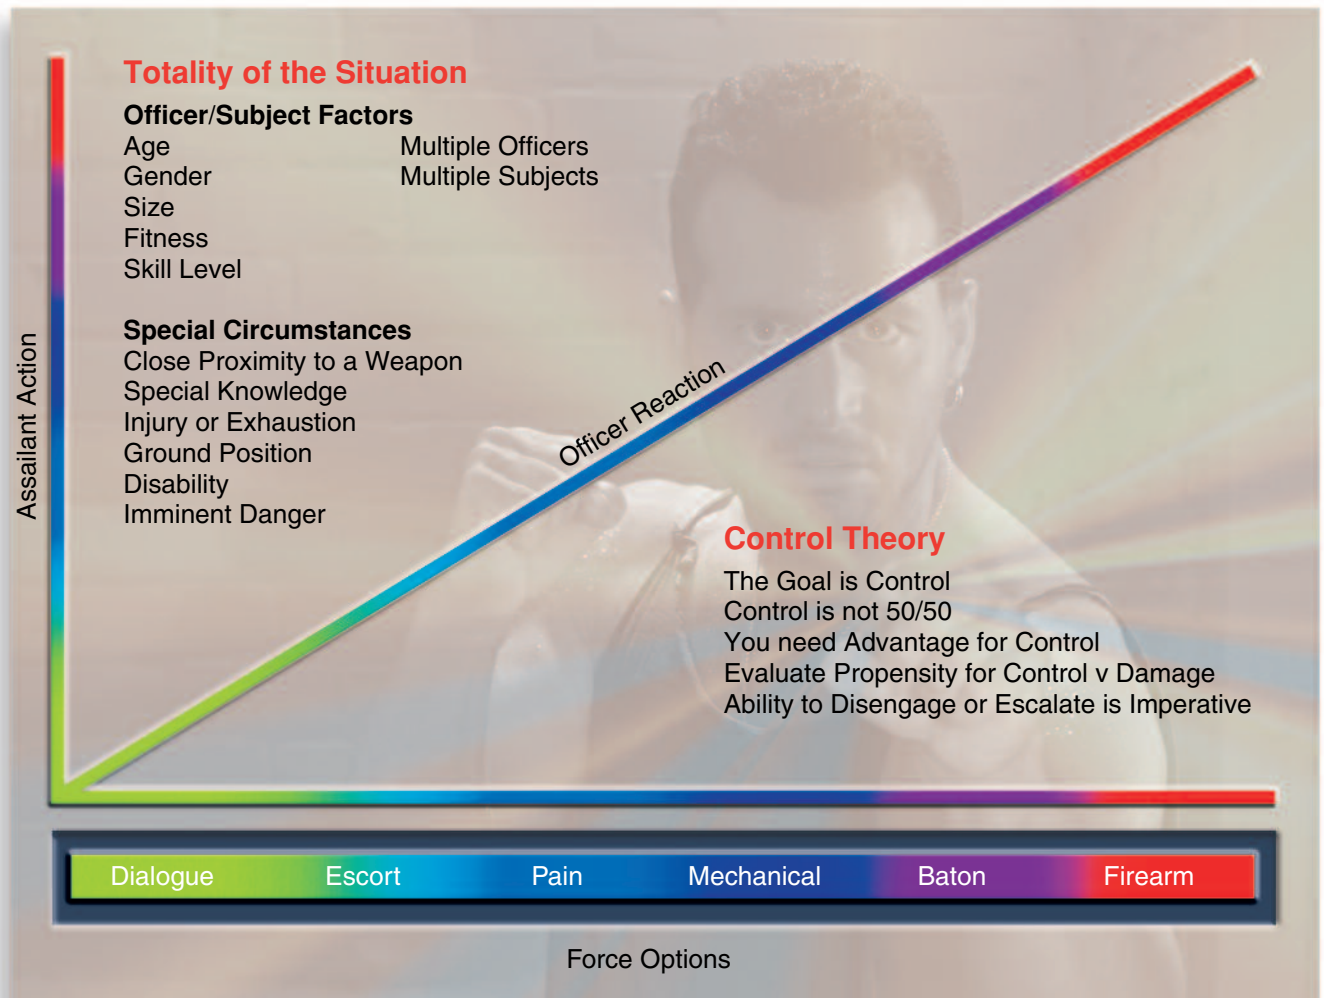 Totality of the Situation
Officer/Subject Factors
Age
Gender
Size
Fitness
Skill Level
Multiple Officers
Multiple Subjects
Special Circumstances
Close Proximity to a Weapon
Special Knowledge
Injury or Exhaustion
Ground Position
Disability
Imminent Danger
Assailant Action
Officer Reaction
Control Theory
The Goal is Control
Control is not 50/50
You need Advantage for Control
Evaluate Propensity for Control v Damage
Ability to Disengage or Escalate is Imperative
Dialogue Escort Pain Mechanical Baton Firearm
Force Options